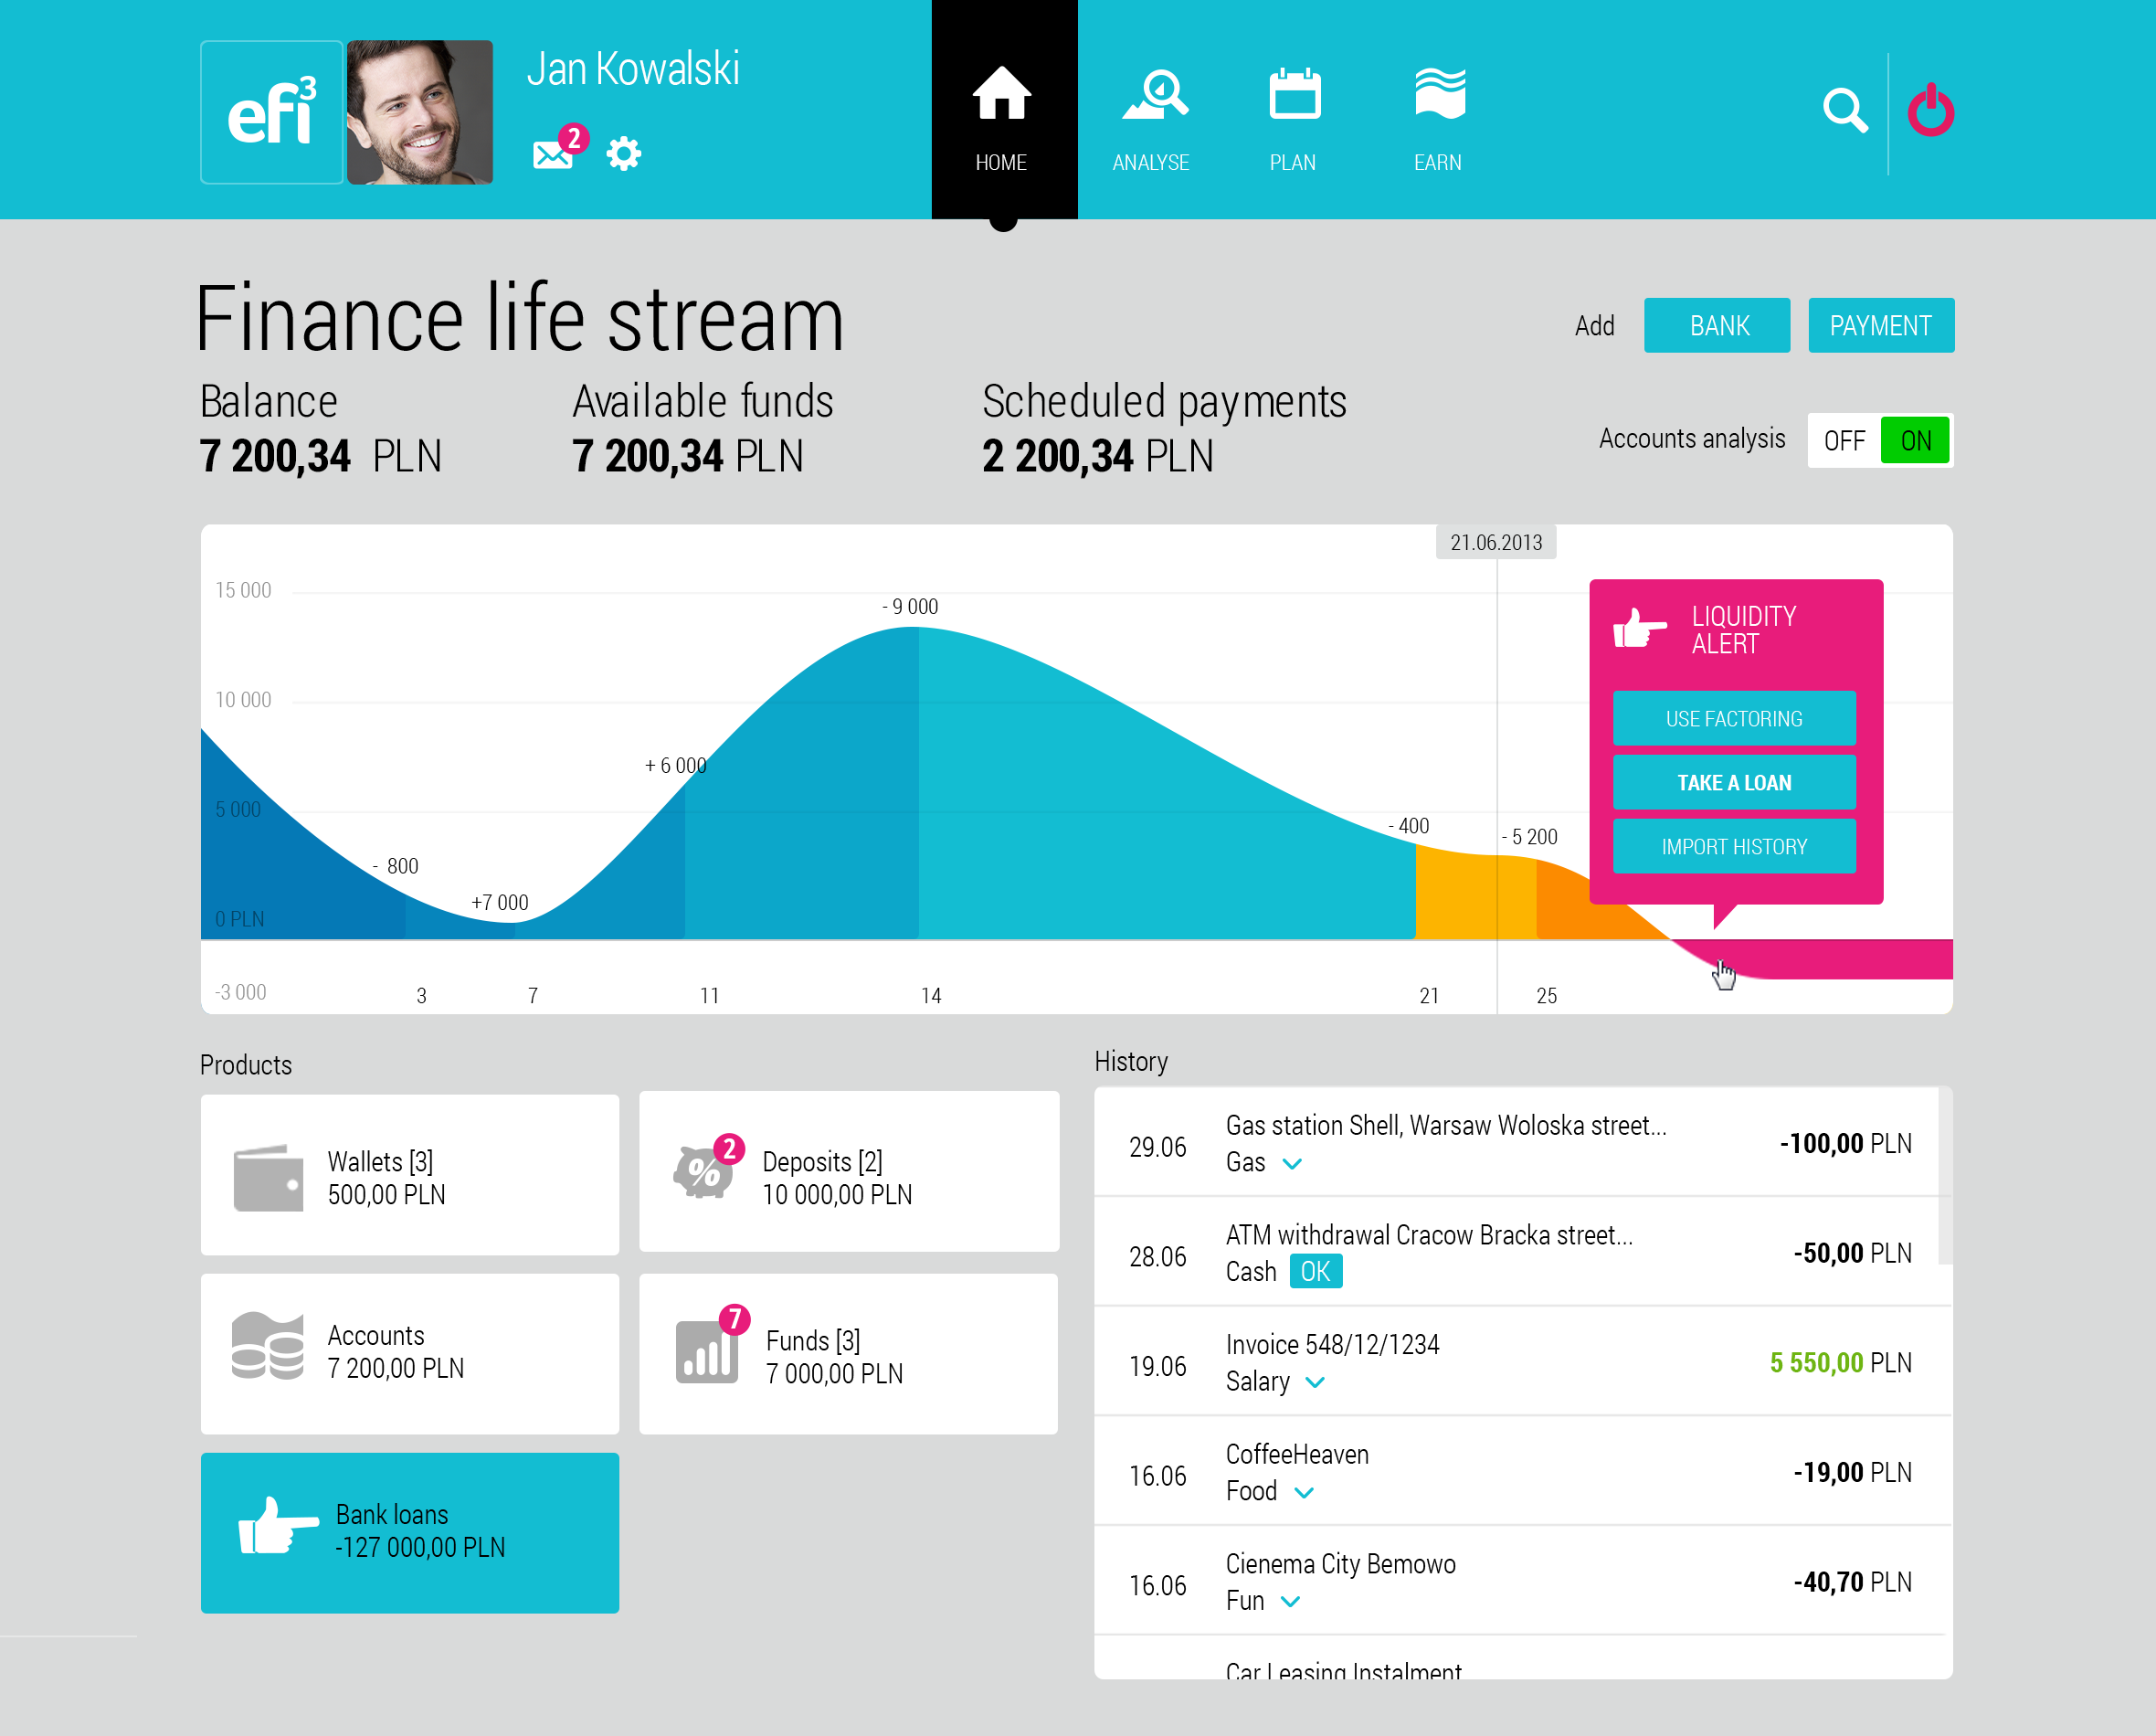 efi3
Jan Kowalski
2
HOME
ANALYSE
PLAN
EARN
Finance life stream
Add
BANK
PAYMENT
Balance
7 200,34 PLN
Available funds
7 200,34 PLN
Scheduled payments
2 200,34 PLN
Accounts analysis
OFF
ON
21.06.2013
15 000
10 000
5 000
0 PLN
-3 000
- 800
+7 000
+ 6 000
- 9 000
- 400
- 5 200
LIQUIDITY
ALERT
USE FACTORING
TAKE A LOAN
IMPORT HISTORY
3
7
11
14
21
25
Products
Wallets [3]
500,00 PLN
2
%
Deposits [2]
10 000,00 PLN
Accounts
7 200,00 PLN
7
Funds [3]
7 000,00 PLN
Bank loans
-127 000,00 PLN
History
29.06
Gas station Shell, Warsaw Woloska street...
Gas
-100,00 PLN
28.06
ATM withdrawal Cracow Bracka street...
Cash OK
-50,00 PLN
19.06
Invoice 548/12/1234
Salary
5 550,00 PLN
16.06
CoffeeHeaven
Food
-19,00 PLN
16.06
Cienema City Bemowo
Fun
-40,70 PLN
Car Leasing Instalment